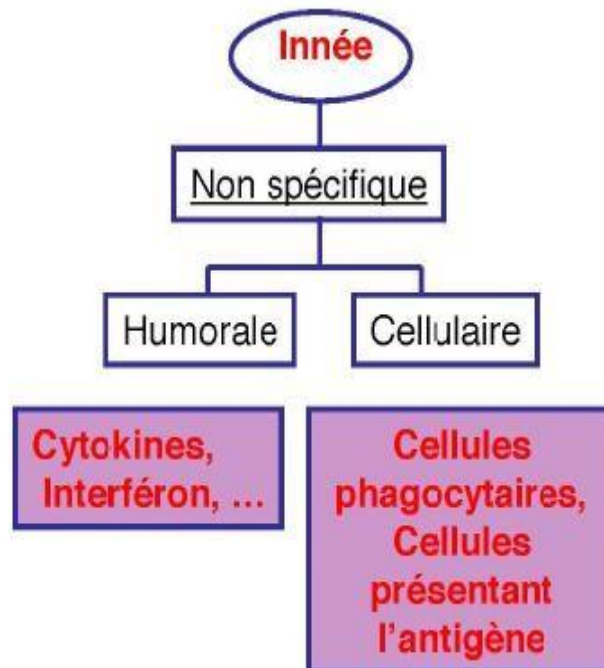 Innée
Non spécifique
Humorale
Cellulaire
Cytokines,
Interféron, ...
Cellules
phagocytaires,
Cellules
présentant
l'antigène